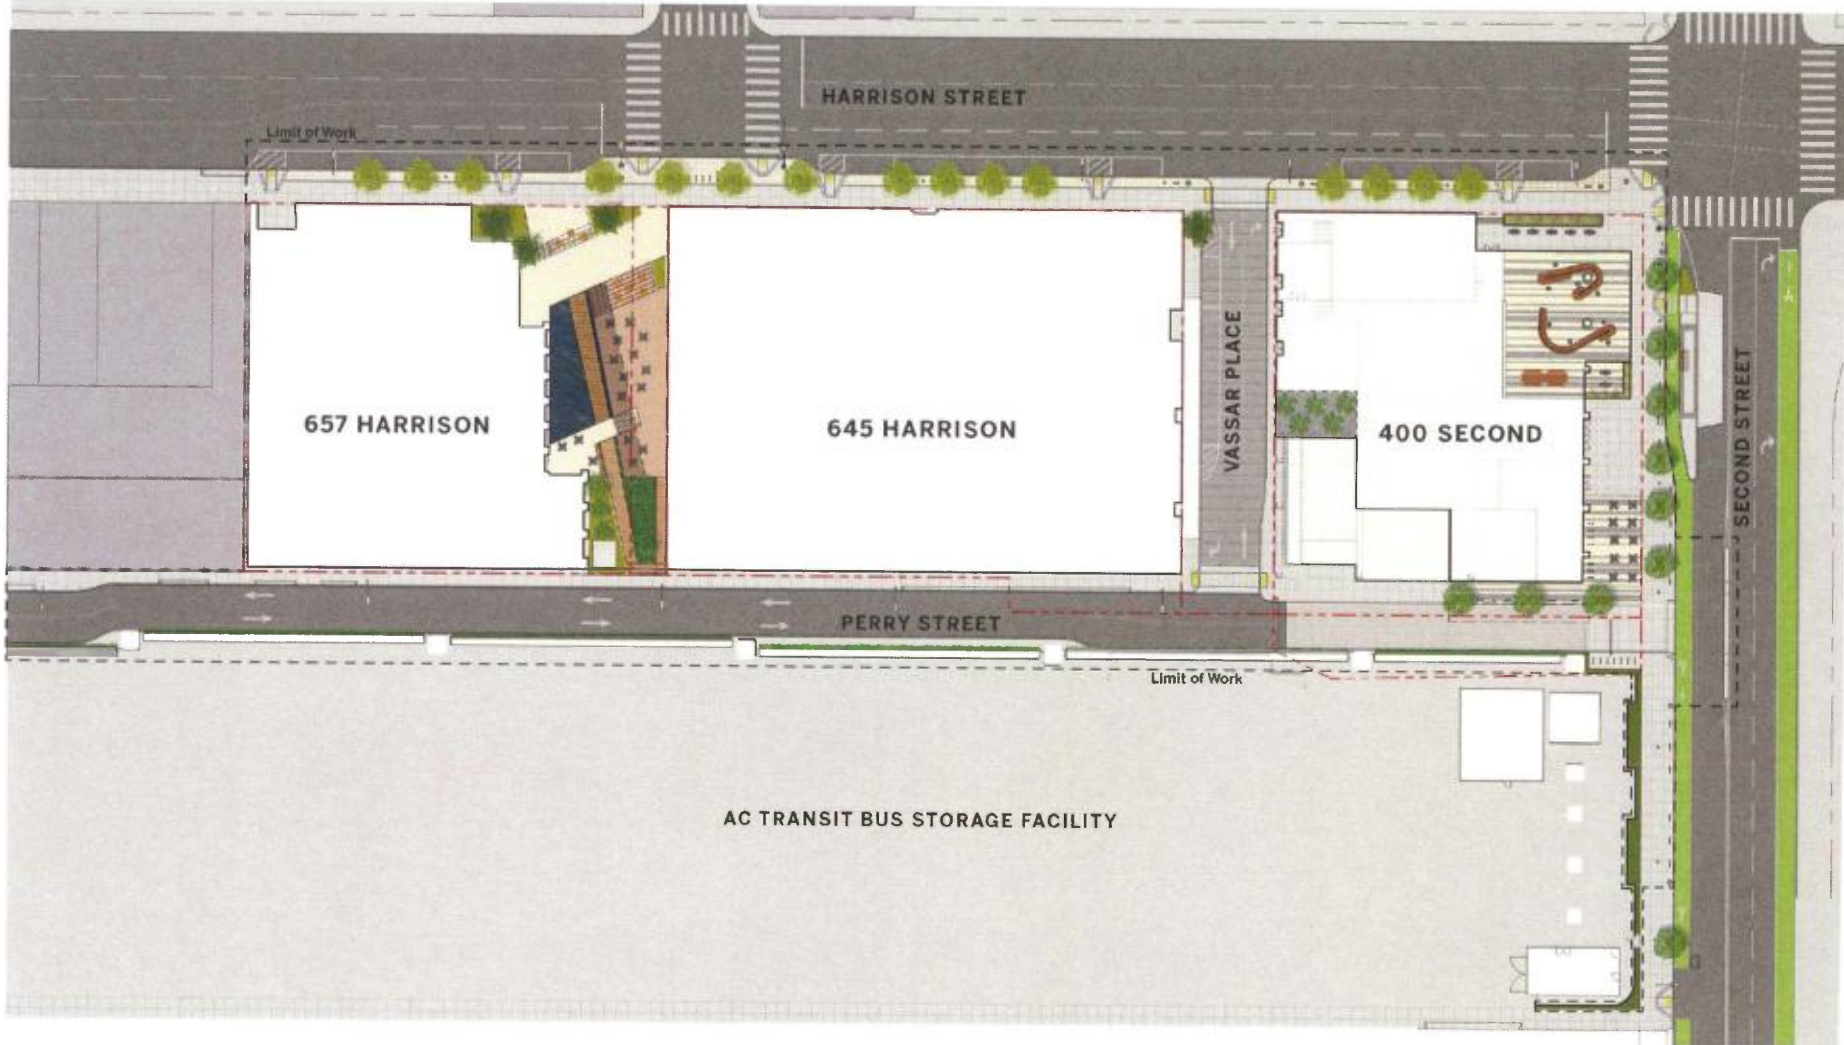 HARRISON STREET
Limit of Work
657 HARRISON
645 HARRISON
VASSAR PLACE
400 SECOND
SECOND STREET
PERRY STREET
Limit of Work
AC TRANSIT BUS STORAGE FACILITY